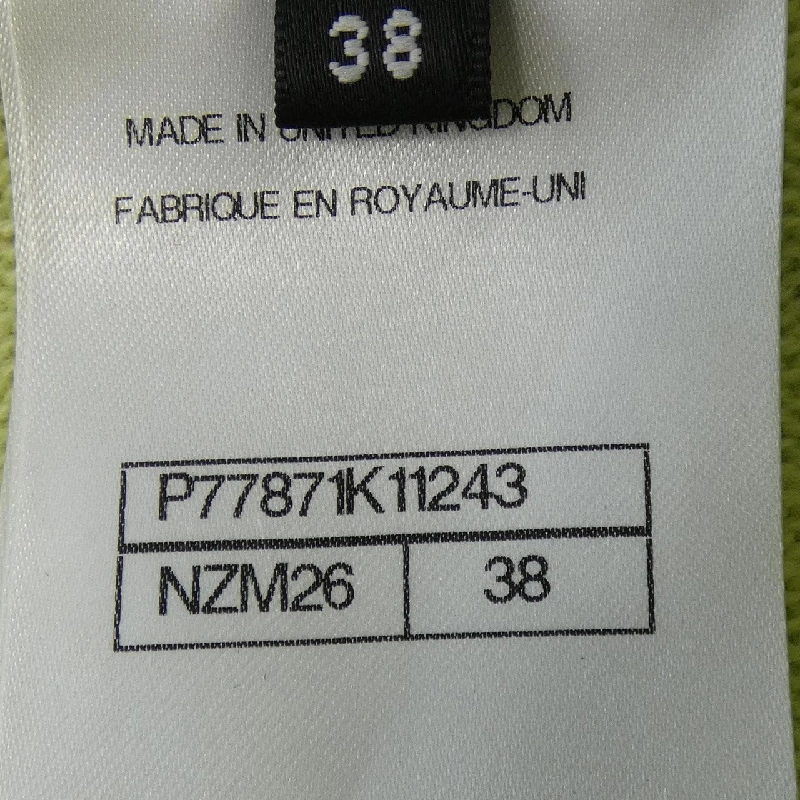 38
MADE IN UNITED KINGDOM
FABRIQUE EN ROYAUME-UNI
P77871K11243
NZM26 38